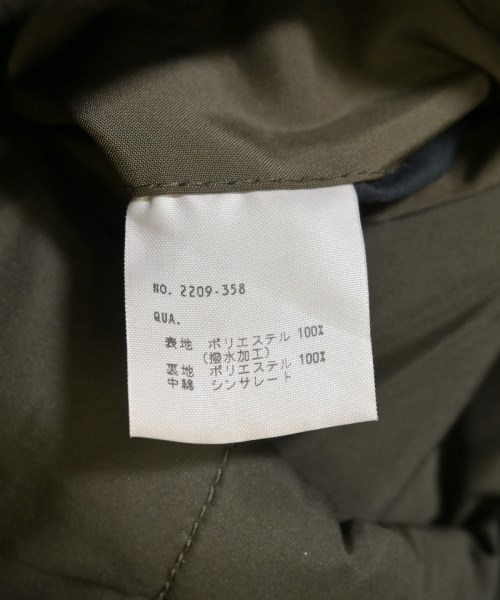 NO. 2209-358
QUA.
表地 ポリエステル 100%
(撥水加工)
裏地 ポリエステル 100%
中綿 シンサレート